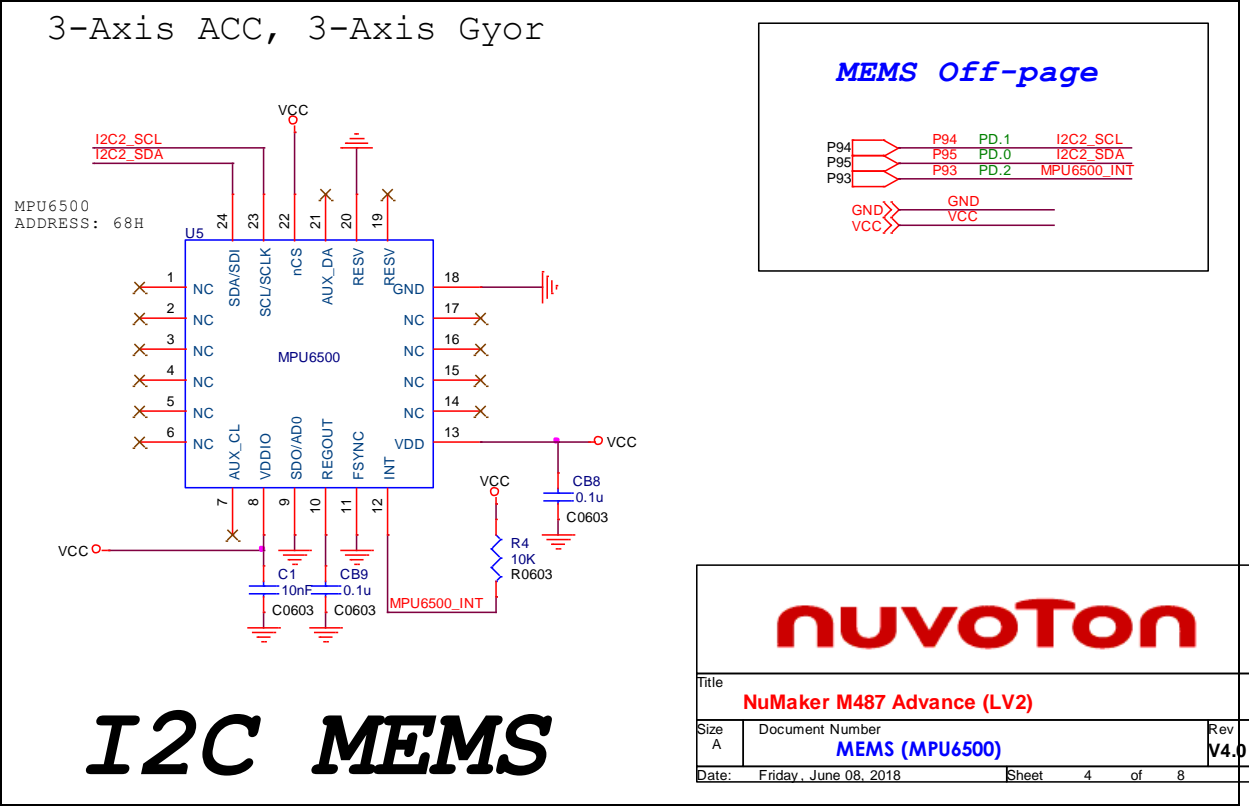 3-Axis ACC, 3-Axis Gyor
MEMS Off-page
P94 P94 PD.1 I2C2_SCL
P95 P95 PD.0 I2C2_SDA
P93 P93 PD.2 MPU6500_INT
GND GND
VCC VCC
VCC
I2C2_SCL
I2C2_SDA
MPU6500
ADDRESS: 68H
U5
24 23 22 21 20 19
SDA/SDI SCL/SCLK nCS AUX_DA RESV RESV
1 NC
2 NC
3 NC
4 NC
5 NC
6 NC
MPU6500
GND 18
NC 17
NC 16
NC 15
NC 14
VDD 13
VCC
AUX_CL VDDIO SDO/AD0 REGOUT FSYNC INT
7 8 9 10 11 12
CB8
0.1u
C0603
VCC
R4
10K
R0603
VCC
C1
10nF
C0603
CB9
0.1u
C0603
MPU6500_INT
I2C MEMS
nuvoTon
Title
NuMaker M487 Advance (LV2)
Size
A
Document Number
MEMS (MPU6500)
Rev
V4.0
Date: Friday, June 08, 2018 Sheet 4 of 8